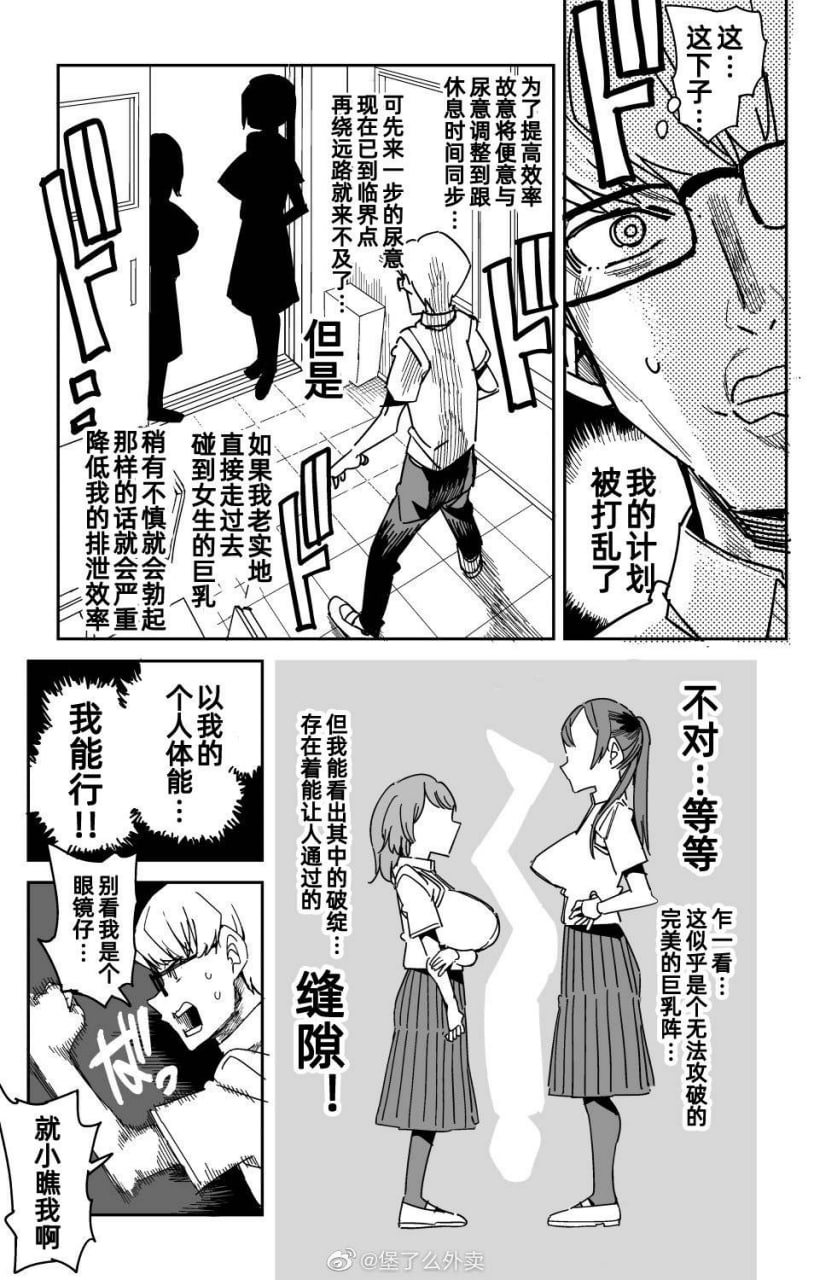 这…
这下子…
我的计划
被打乱了
为了提高效率
故意将便意与
尿意调整到跟
休息时间同步…
可先来一步的尿意
现在已到临界点
再绕远路就来不及了…
但是
如果我老实地
直接走过去
碰到女生的巨乳
稍有不慎就会勃起
那样的话就会严重
降低我的排泄效率
ドドド
ドド
ド
ドド…
不对…等等
乍一看…
这似乎是个无法攻破的
完美的巨乳阵…
但我能看出其中的破绽…
存在着能让人通过的
缝隙！
以我的
个人体能…
我能行!!
别看我是个
眼镜仔…
就小瞧我啊
@堡了么外卖